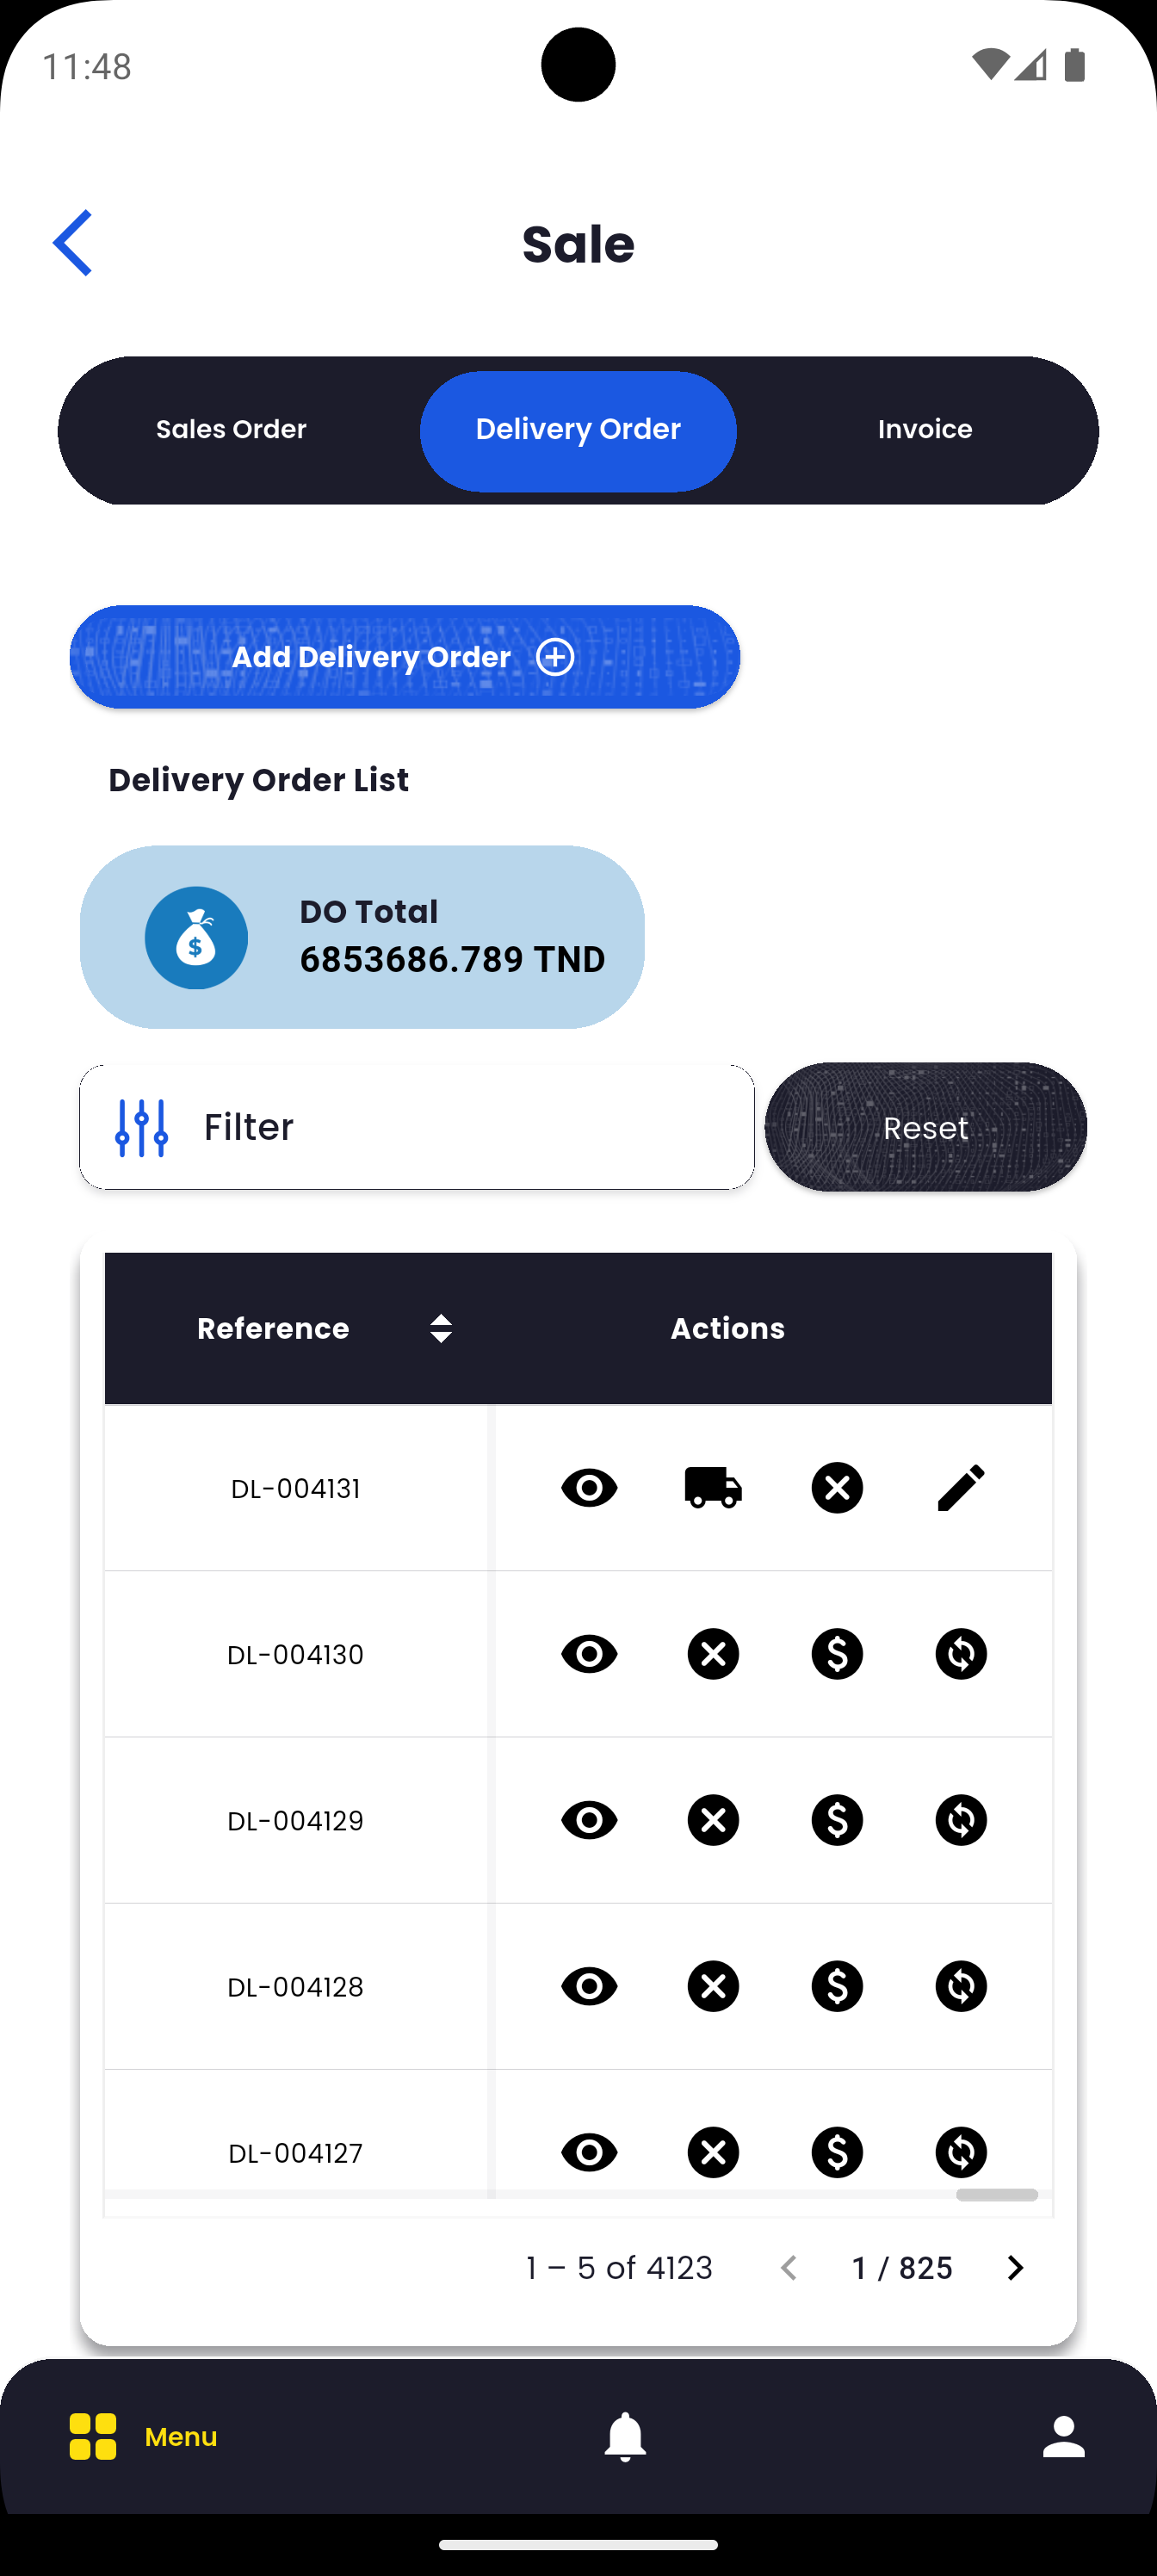 11:48
Sale
Sales Order Delivery Order Invoice
Add Delivery Order
Delivery Order List
DO Total
6853686.789 TND
Filter Reset
Reference Actions
DL-004131
DL-004130
DL-004129
DL-004128
DL-004127
1 – 5 of 4123 1 / 825
Menu